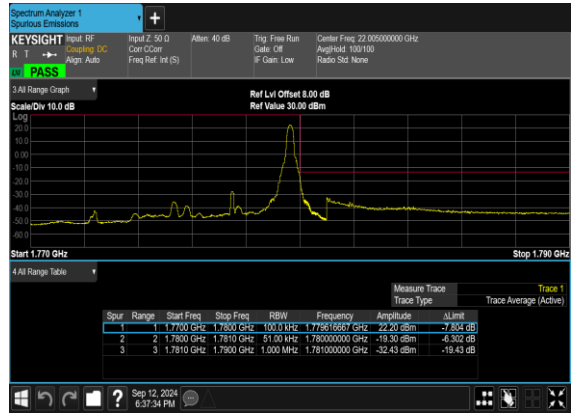 Spectrum Analyzer 1
Spurious Emissions
+
KEYSIGHT Input: RF Input Z: 50 Ω Atten: 40 dB Trig: Free Run Center Freq: 22.005000000 GHz
R T Coupling: DC Corr CCorr Gate: Off Avg|Hold: 100/100
Align: Auto Freq Ref: Int (S) IF Gain: Low Radio Std: None
PASS
3.All Range Graph
Ref Lvl Offset 8.00 dB
Scale/Div 10.0 dB Ref Value 30.00 dBm
Log
20.0
10.0
0.00
-10.0
-20.0
-30.0
-40.0
-50.0
-60.0
Start 1.770 GHz Stop 1.790 GHz
4.All Range Table
Measure Trace Trace 1
Trace Type Trace Average (Active)
Spur Range Start Freq Stop Freq RBW Frequency Amplitude ΔLimit
1 1 1.7700 GHz 1.7800 GHz 100.0 kHz 1.779616667 GHz 22.20 dBm -7.804 dB
2 2 1.7800 GHz 1.7810 GHz 51.00 kHz 1.780000000 GHz -19.30 dBm -6.302 dB
3 3 1.7810 GHz 1.7900 GHz 1.000 MHz 1.781000000 GHz -32.43 dBm -19.43 dB
? Sep 12, 2024
6:37:34 PM